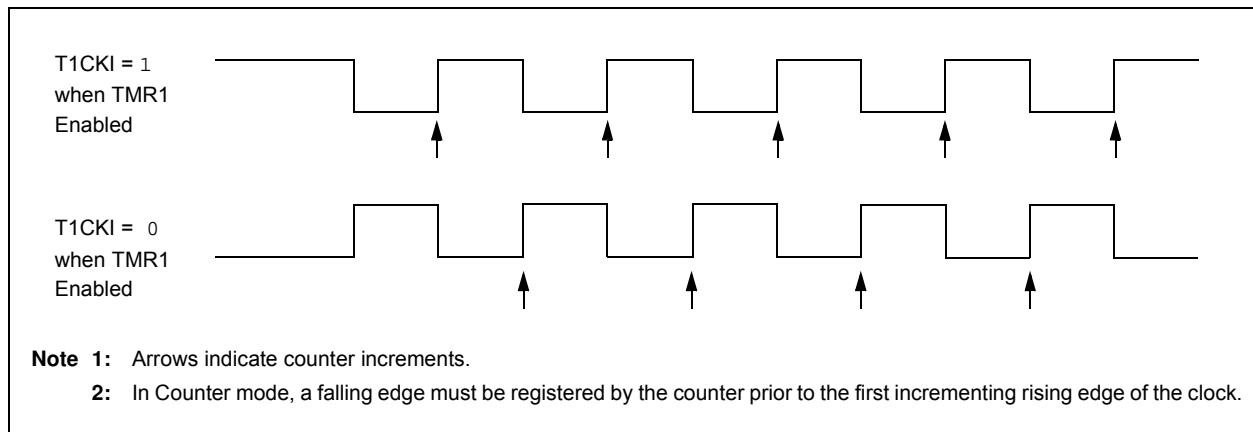 T1CKI = 1
when TMR1
Enabled
T1CKI = 0
when TMR1
Enabled
Note 1: Arrows indicate counter increments.
2: In Counter mode, a falling edge must be registered by the counter prior to the first incrementing rising edge of the clock.